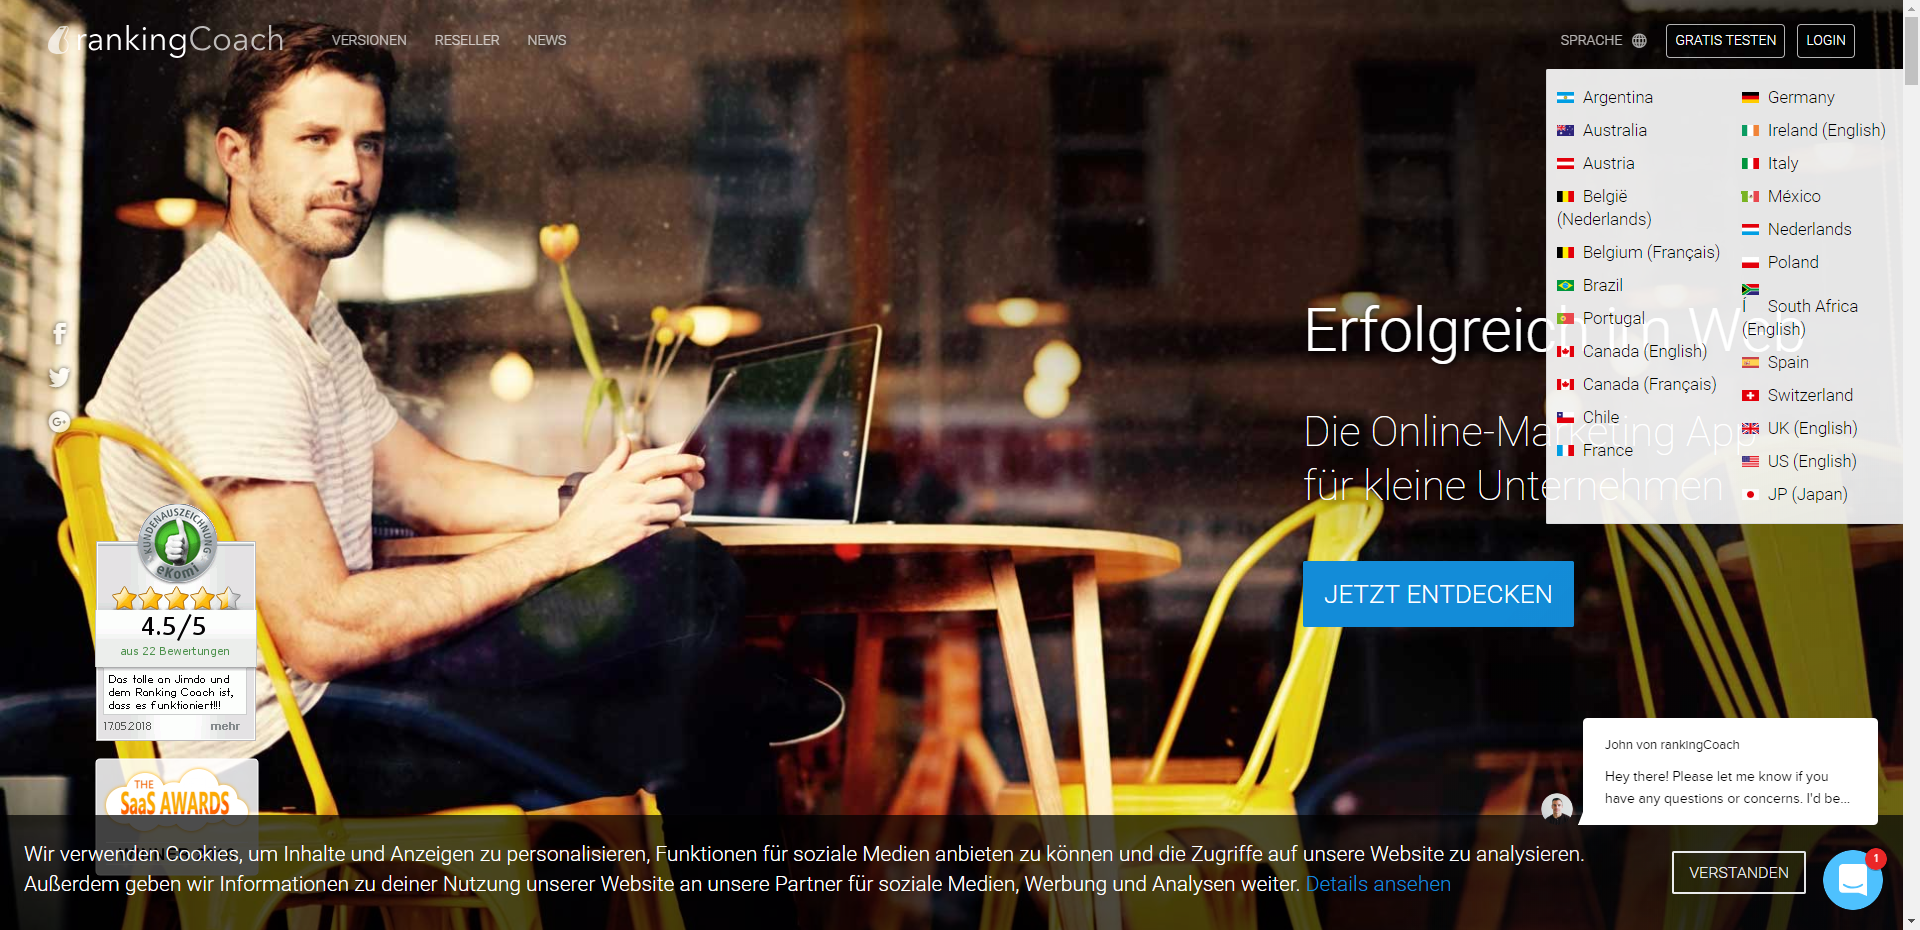 rankingCoach
VERSIONEN
RESELLER
NEWS
SPRACHE
GRATIS TESTEN
LOGIN
Argentina
Australia
Austria
België
(Nederlands)
Belgium (Français)
Brazil
Portugal
Canada (English)
Canada (Français)
Chile
France
Germany
Ireland (English)
Italy
México
Nederlands
Poland
Í South Africa
(English)
Spain
Switzerland
UK (English)
US (English)
JP (Japan)
Erfolgreich im Web
Die Online-Marketing App
für kleine Unternehmen
JETZT ENTDECKEN
f
G+
KUNDENAUSZEICHNUNG
eKomi
4.5/5
aus 22 Bewertungen
Das tolle an Jimdo und
dem Ranking Coach ist,
dass es funktioniert!!!
17.05.2018
mehr
THE
SaaS AWARDS
John von rankingCoach
Hey there! Please let me know if you
have any questions or concerns. I'd be...
Wir verwenden Cookies, um Inhalte und Anzeigen zu personalisieren, Funktionen für soziale Medien anbieten zu können und die Zugriffe auf unsere Website zu analysieren.
Außerdem geben wir Informationen zu deiner Nutzung unserer Website an unsere Partner für soziale Medien, Werbung und Analysen weiter. Details ansehen
VERSTANDEN
1